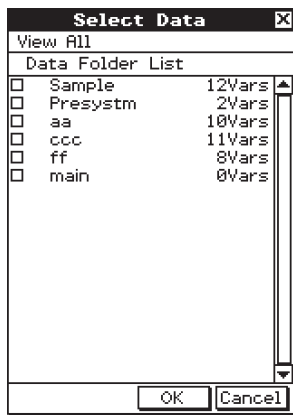 Select Data
View All
Data Folder List
Sample 12Vars
Presystm 2Vars
aa 10Vars
ccc 11Vars
ff 8Vars
main 0Vars
OK Cancel